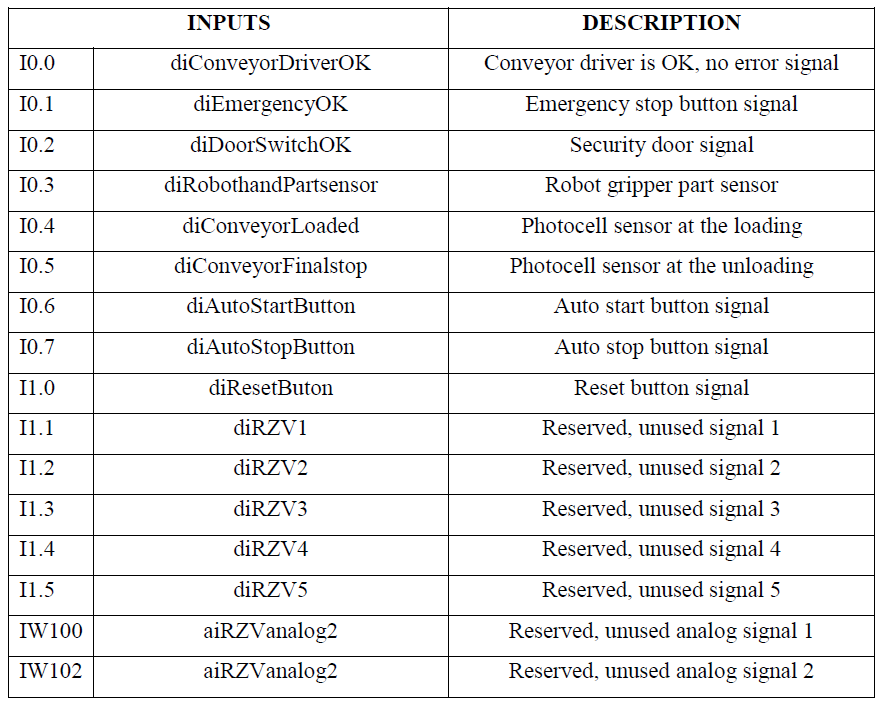 INPUTS DESCRIPTION
I0.0 diConveyorDriverOK Conveyor driver is OK, no error signal
I0.1 diEmergencyOK Emergency stop button signal
I0.2 diDoorSwitchOK Security door signal
I0.3 diRobothandPartsensor Robot gripper part sensor
I0.4 diConveyorLoaded Photocell sensor at the loading
I0.5 diConveyorFinalstop Photocell sensor at the unloading
I0.6 diAutoStartButton Auto start button signal
I0.7 diAutoStopButton Auto stop button signal
I1.0 diResetButon Reset button signal
I1.1 diRZV1 Reserved, unused signal 1
I1.2 diRZV2 Reserved, unused signal 2
I1.3 diRZV3 Reserved, unused signal 3
I1.4 diRZV4 Reserved, unused signal 4
I1.5 diRZV5 Reserved, unused signal 5
IW100 aiRZVanalog2 Reserved, unused analog signal 1
IW102 aiRZVanalog2 Reserved, unused analog signal 2